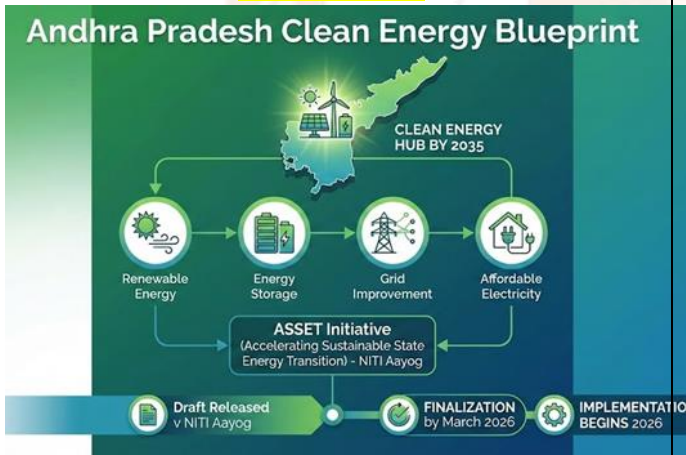 Andhra Pradesh Clean Energy Blueprint
CLEAN ENERGY
HUB BY 2035
Renewable
Energy
Energy
Storage
Grid
Improvement
Affordable
Electricity
ASSET Initiative
(Accelerating Sustainable State
Energy Transition) - NITI Aayog
Draft Released
v NITI Aayog
FINALIZATION
by March 2026
IMPLEMENTATIO
BEGINS 2026